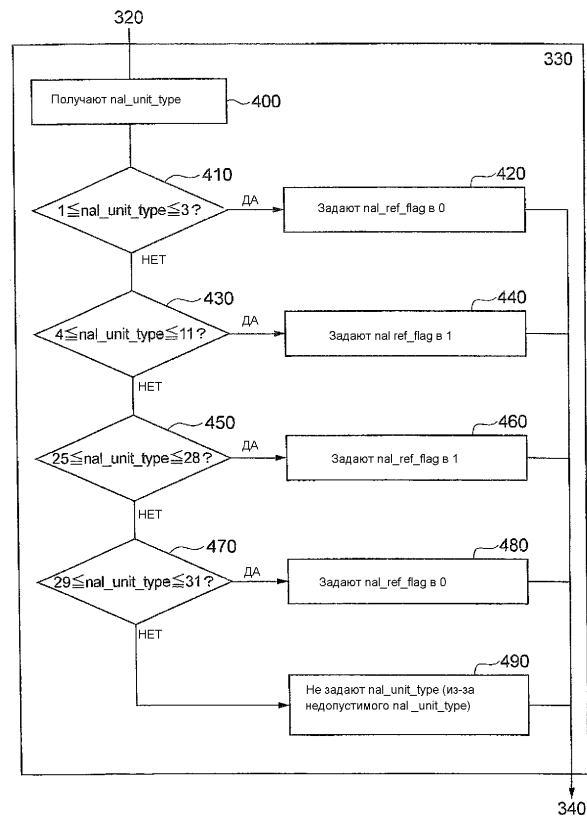 320
330
Получают nal_unit_type
400
410
1≦nal_unit_type≦3?
ДА
420
Задают nal_ref_flag в 0
НЕТ
430
4≦nal_unit_type≦11?
ДА
440
Задают nal ref_flag в 1
НЕТ
450
25≦nal_unit_type≦28?
ДА
460
Задают nal_ref_flag в 1
НЕТ
470
29≦nal_unit_type≦31?
ДА
480
Задают nal_ref_flag в 0
НЕТ
490
Не задают nal_unit_type (из-за
недопустимого nal _unit_type)
340